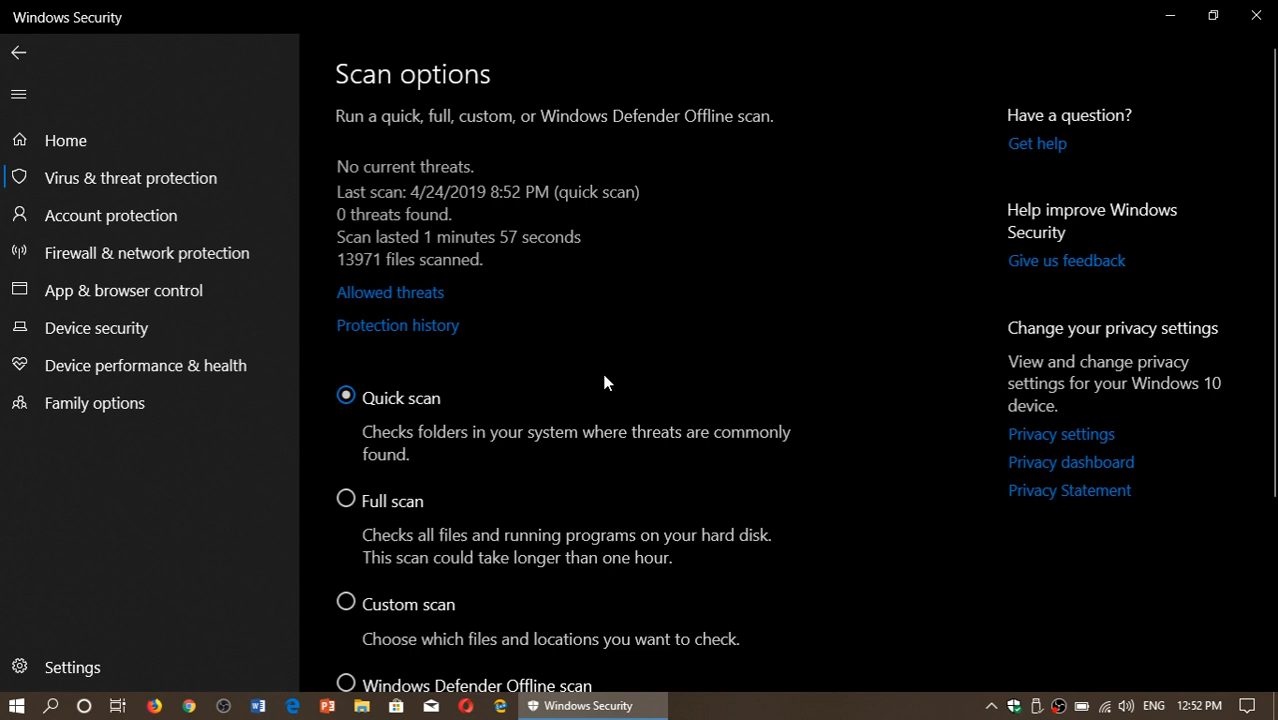 Windows Security
Home
Virus & threat protection
Account protection
Firewall & network protection
App & browser control
Device security
Device performance & health
Family options
Settings
Scan options
Run a quick, full, custom, or Windows Defender Offline scan.
No current threats.
Last scan: 4/24/2019 8:52 PM (quick scan)
0 threats found.
Scan lasted 1 minutes 57 seconds
13971 files scanned.
Allowed threats
Protection history
Quick scan
Checks folders in your system where threats are commonly
found.
Full scan
Checks all files and running programs on your hard disk.
This scan could take longer than one hour.
Custom scan
Choose which files and locations you want to check.
Windows Defender Offline scan
Have a question?
Get help
Help improve Windows
Security
Give us feedback
Change your privacy settings
View and change privacy
settings for your Windows 10
device.
Privacy settings
Privacy dashboard
Privacy Statement
Windows Security
ENG
12:52 PM